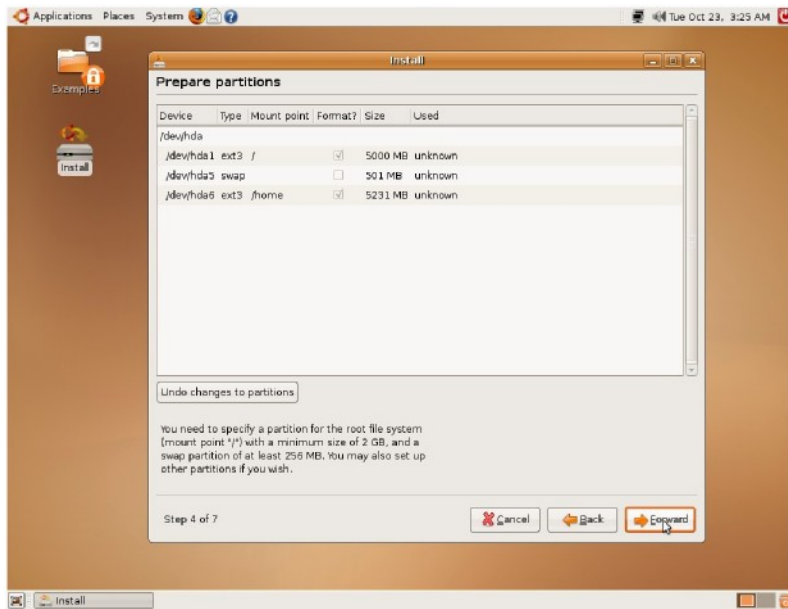 Applications Places System Tue Oct 23, 3:25 AM
Examples
Install
Install
Prepare partitions
Device Type Mount point Format? Size Used
/dev/hda
/dev/hda1 ext3 / 5000 MB unknown
/dev/hda5 swap 501 MB unknown
/dev/hda6 ext3 /home 5231 MB unknown
Undo changes to partitions
You need to specify a partition for the root file system
(mount point "/") with a minimum size of 2 GB, and a
swap partition of at least 256 MB. You may also set up
other partitions if you wish.
Step 4 of 7 Cancel Back Forward
Install